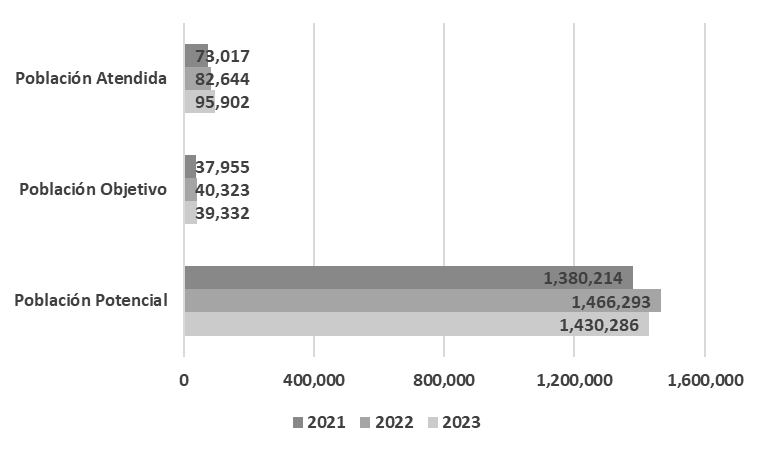 Población Atendida
73,017
82,644
95,902
Población Objetivo
37,955
40,323
39,332
Población Potencial
1,380,214
1,466,293
1,430,286
0 400,000 800,000 1,200,000 1,600,000
2021 2022 2023